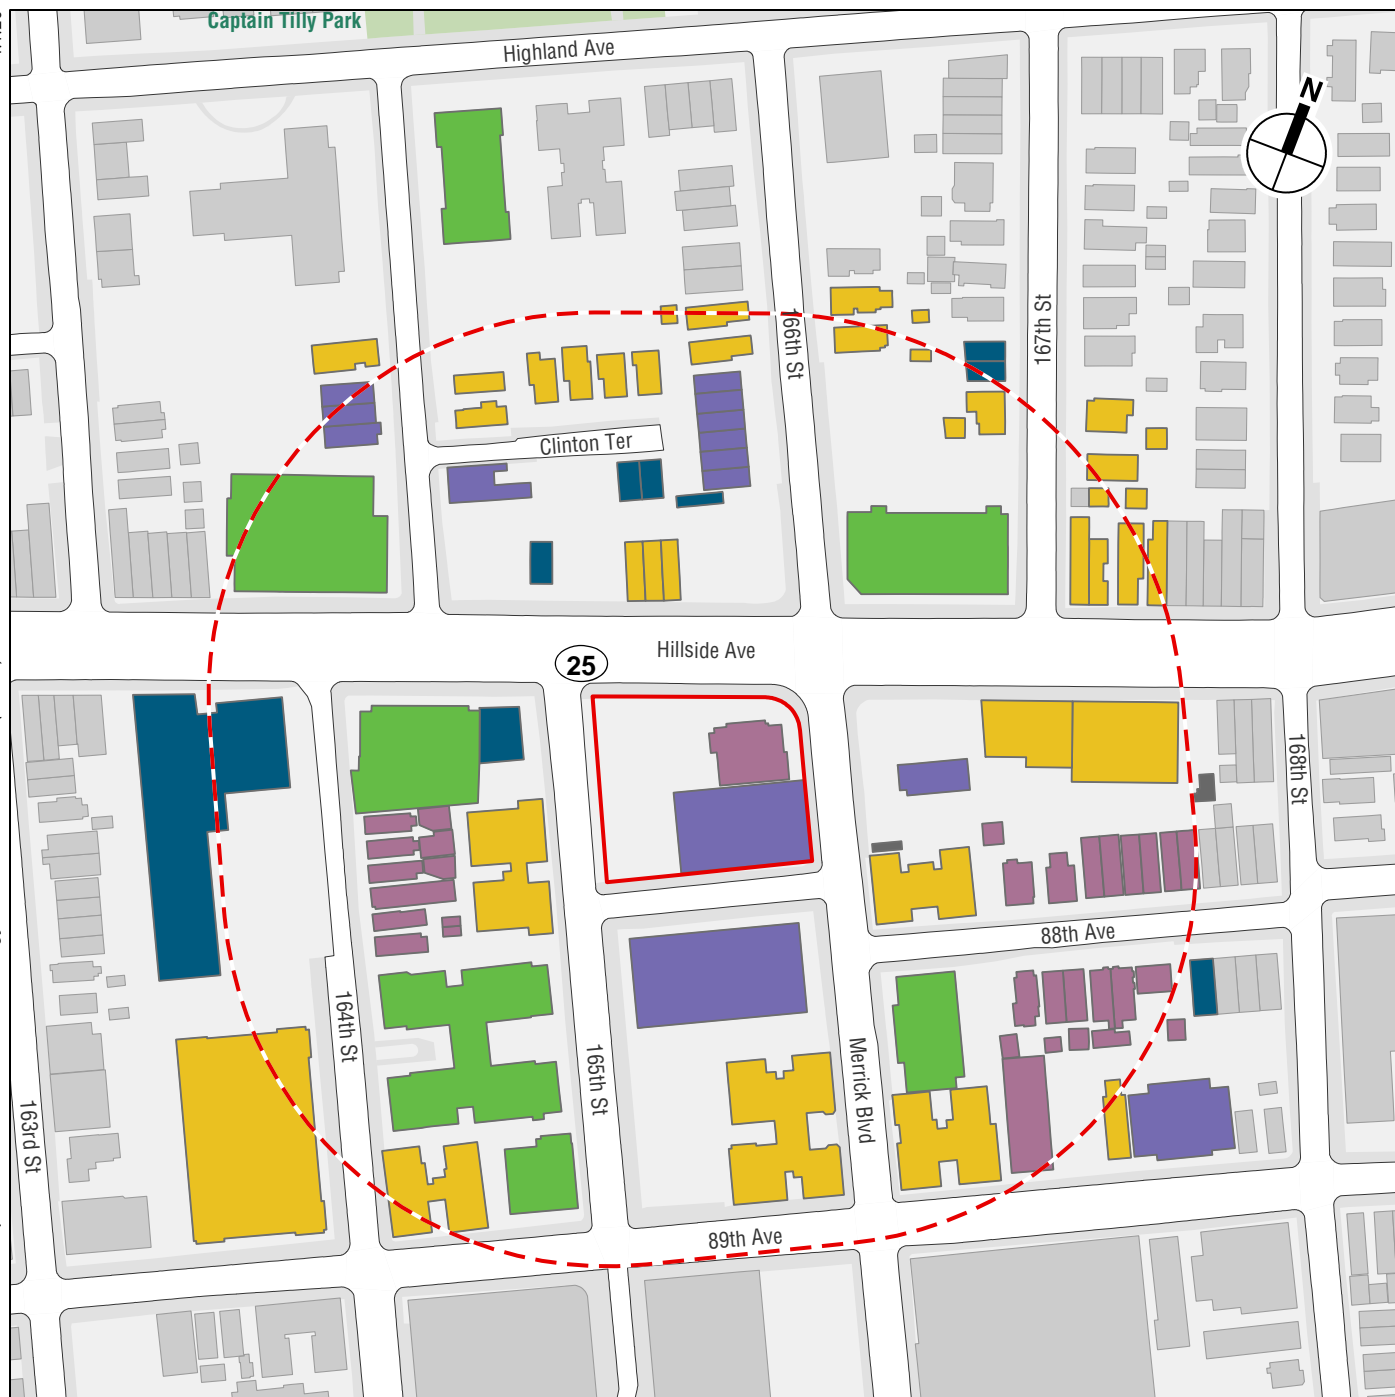 Captain Tilly Park
Highland Ave
N
166th St
167th St
Clinton Ter
Hillside Ave
25
168th St
88th Ave
164th St
165th St
Merrick Blvd
163rd St
89th Ave